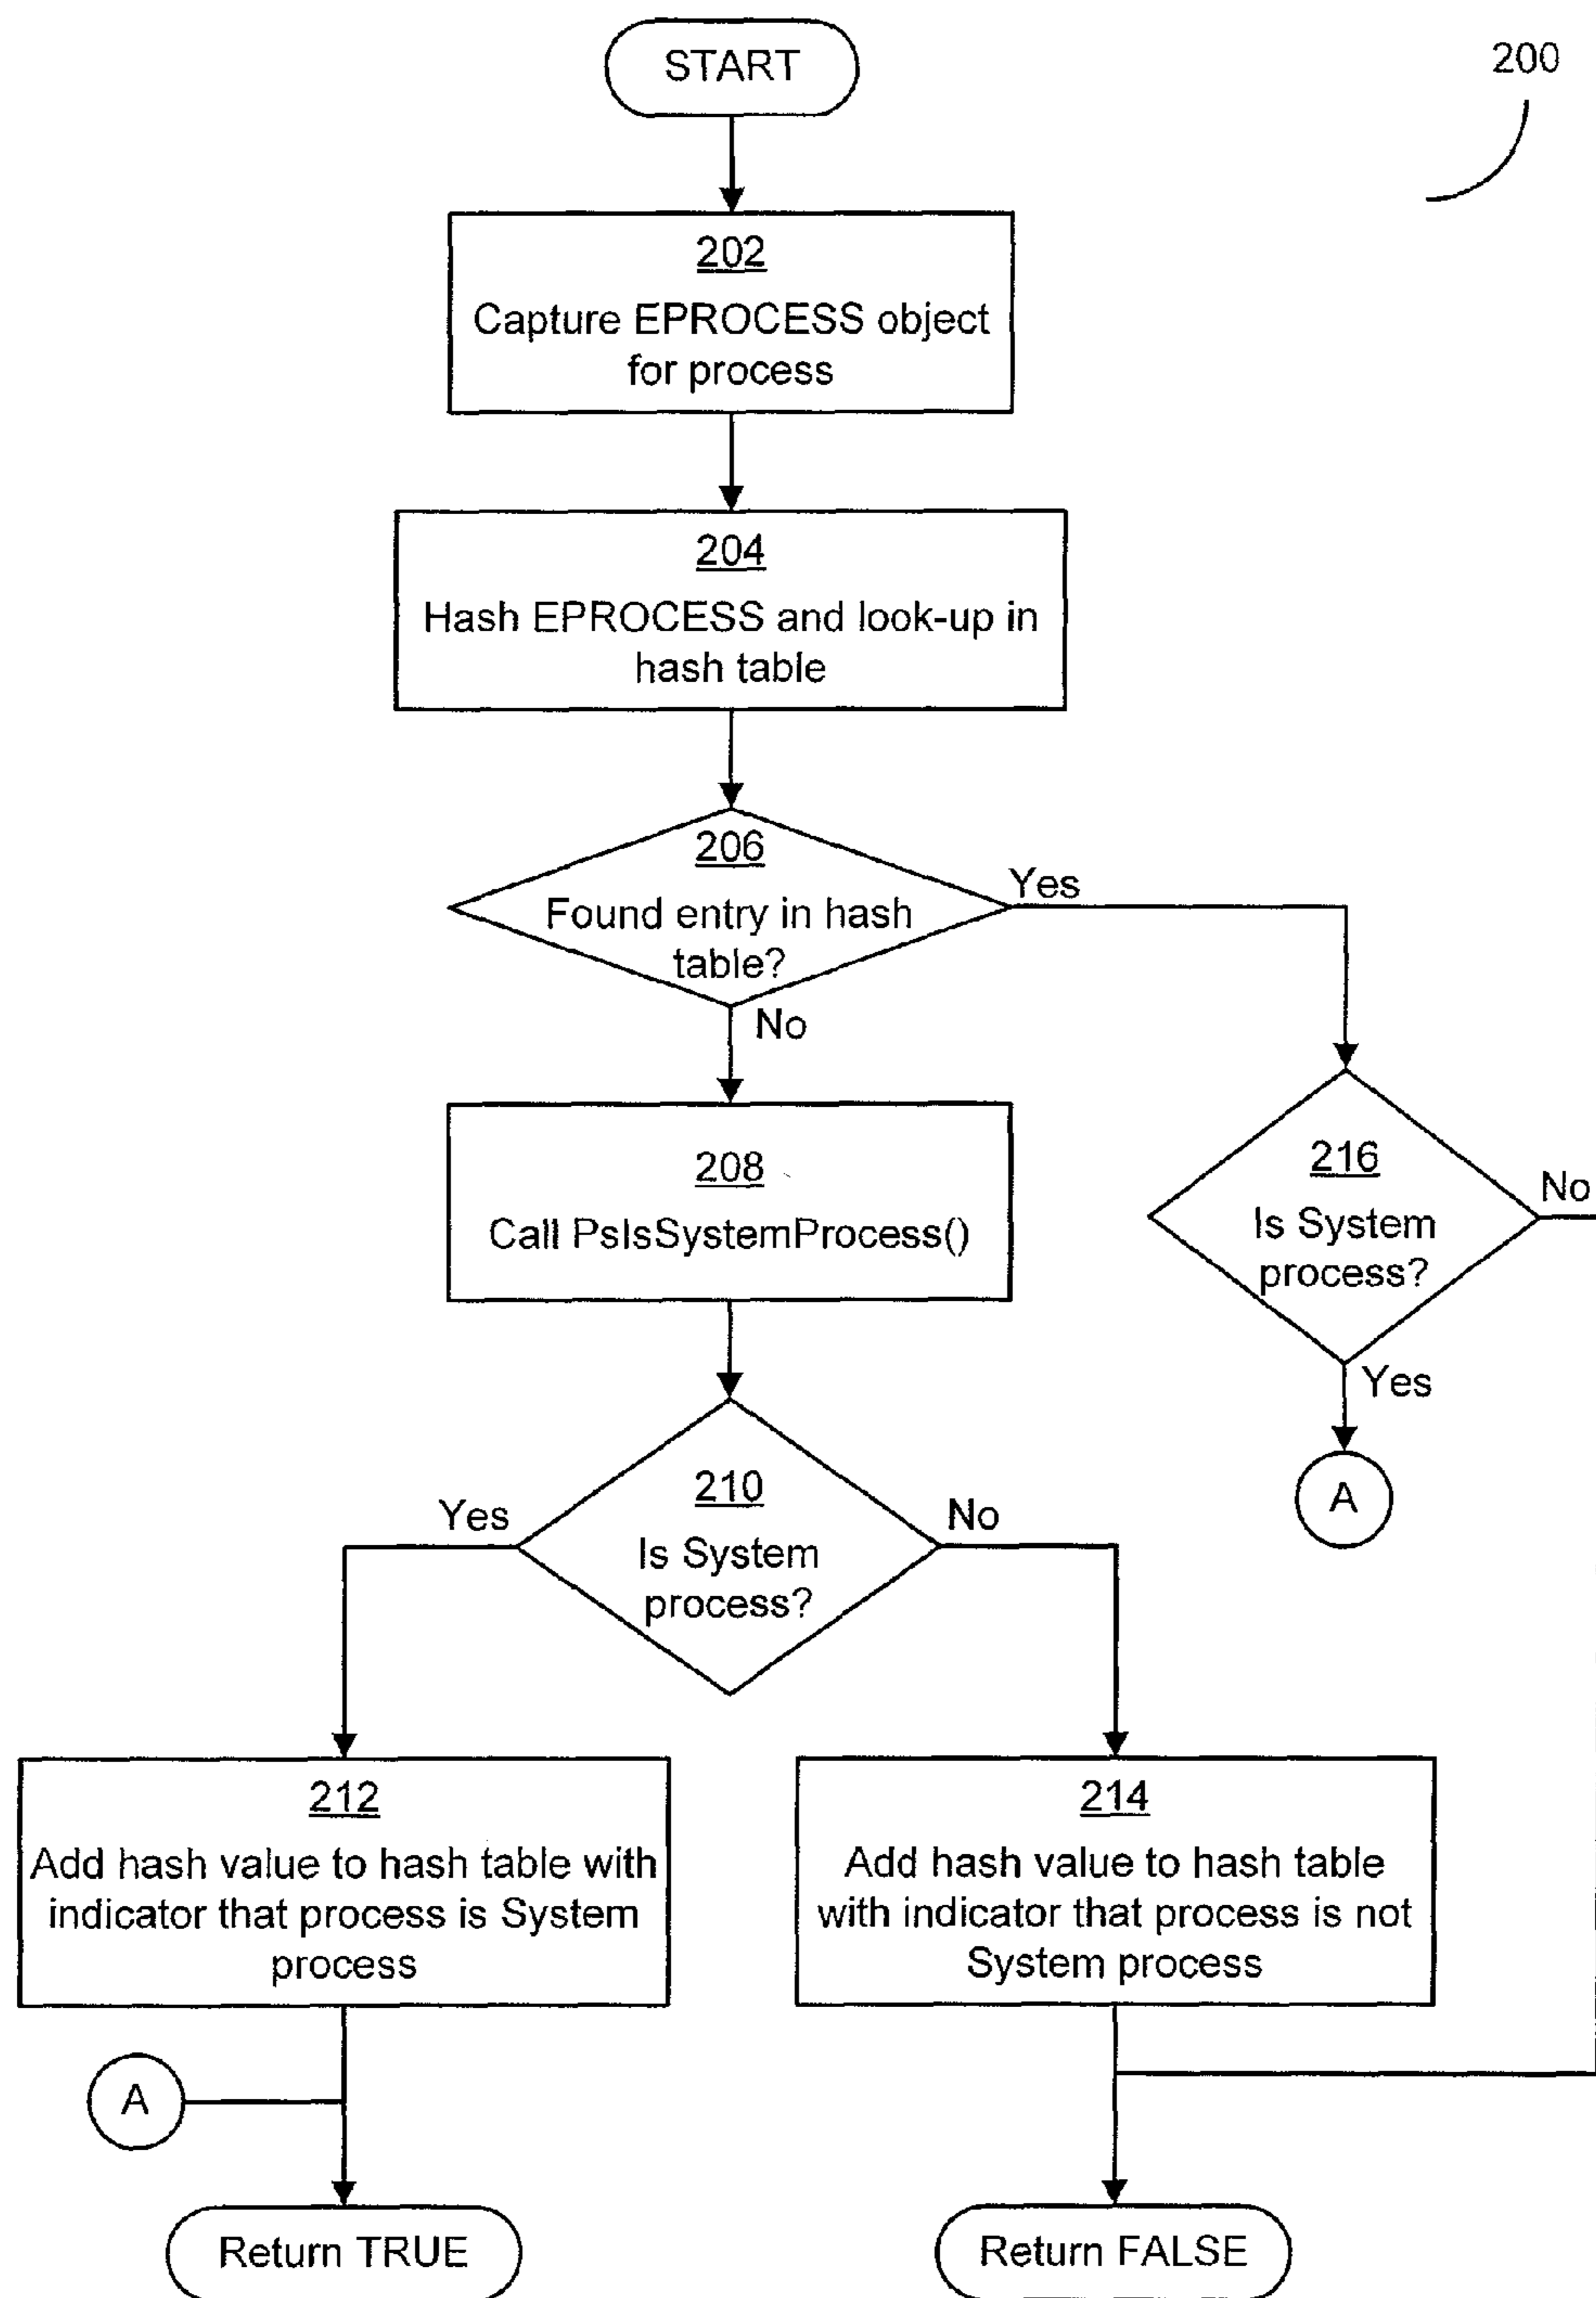 START
200
202
Capture EPROCESS object
for process
204
Hash EPROCESS and look-up in
hash table
206
Found entry in hash
table?
Yes
No
208
Call PsIsSystemProcess()
216
Is System
process?
No
Yes
A
210
Is System
process?
Yes
No
212
Add hash value to hash table with
indicator that process is System
process
214
Add hash value to hash table
with indicator that process is not
System process
A
Return TRUE
Return FALSE